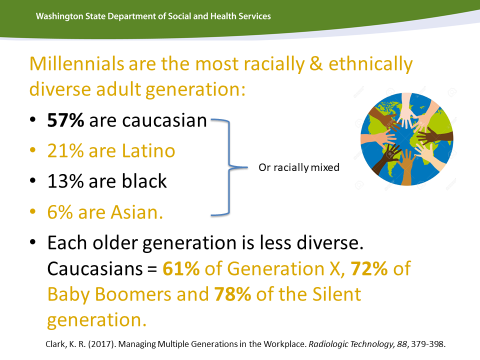 Washington State Department of Social and Health Services
Millennials are the most racially & ethnically
diverse adult generation:
• 57% are caucasian
• 21% are Latino
• 13% are black
• 6% are Asian.
Or racially mixed
• Each older generation is less diverse.
Caucasians = 61% of Generation X, 72% of
Baby Boomers and 78% of the Silent
generation.
Clark, K. R. (2017). Managing Multiple Generations in the Workplace. Radiologic Technology, 88, 379-398.